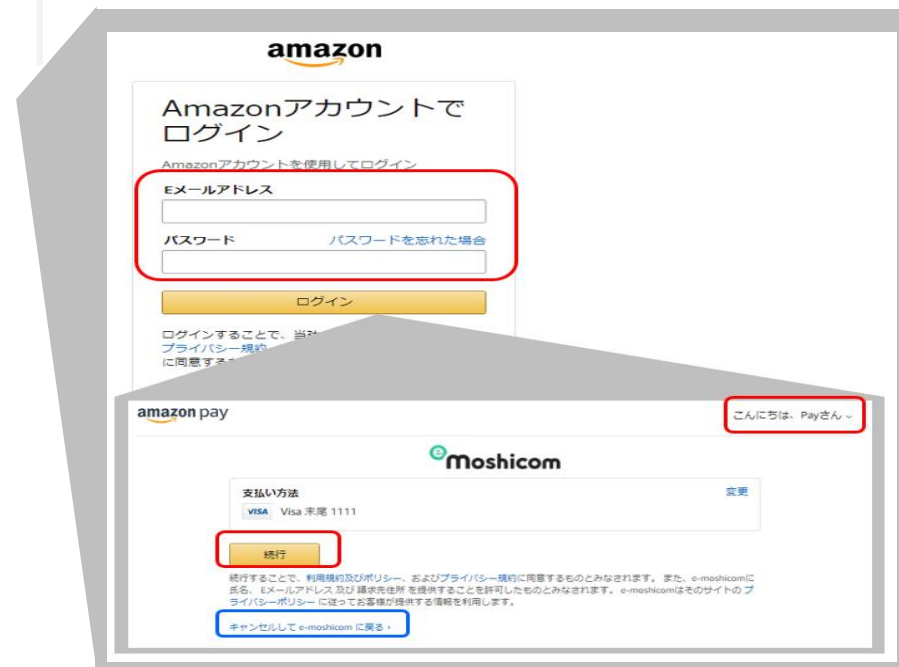 amazon
Amazonアカウントで
ログイン
Amazonアカウントを使用してログイン
Eメールアドレス
パスワード パスワードを忘れた場合
ログイン
ログインすることで、当社
プライバシー規約
に同意する
amazon pay
こんにちは、Payさん
e moshicom
支払い方法 変更
VISA Visa 末尾 1111
続行
続行することで、利用規約及びポリシー、およびプライバシー規約に同意するものとみなされます。 また、e-moshicomに
氏名、 Eメールアドレス 及び 請求先住所 を提供することを許可したものとみなされます。 e-moshicomはそのサイトの プ
ライバシーポリシー に従ってお客様が提供する情報を利用します。
キャンセルして e-moshicom に戻る ›